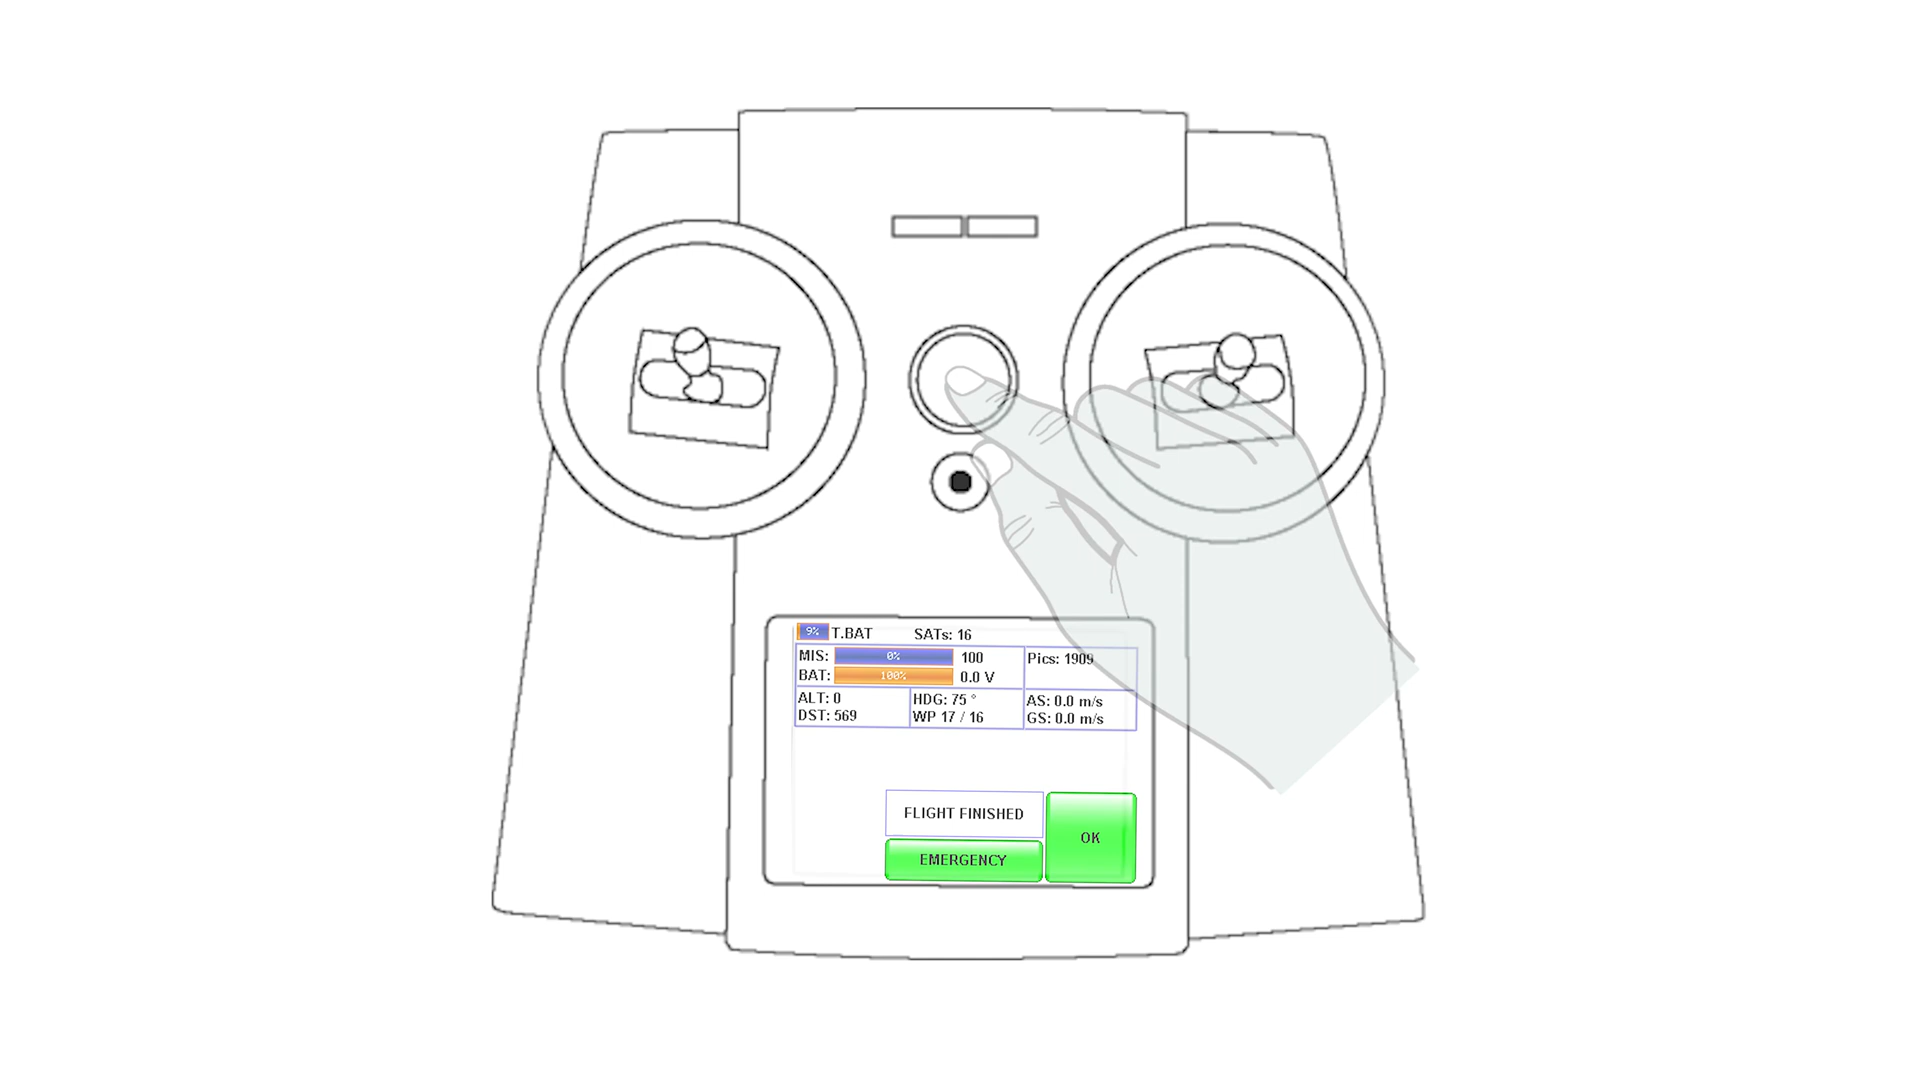 9% T.BAT SATs: 16
MIS: 0% 100 Pics: 1909
BAT: 100% 0.0 V
ALT: 0 HDG: 75 ° AS: 0.0 m/s
DST: 569 WP 17 / 16 GS: 0.0 m/s
FLIGHT FINISHED
OK
EMERGENCY